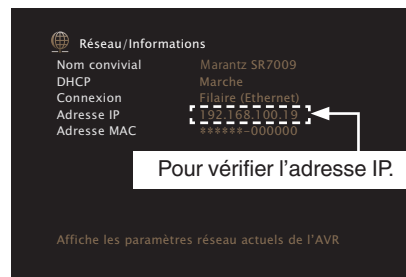 Réseau/Informations
Nom convivial Marantz SR7009
DHCP Marche
Connexion Filaire (Ethernet)
Adresse IP 192.168.100.19
Adresse MAC ******-000000
Pour vérifier l’adresse IP.
Affiche les paramètres réseau actuels de l’AVR